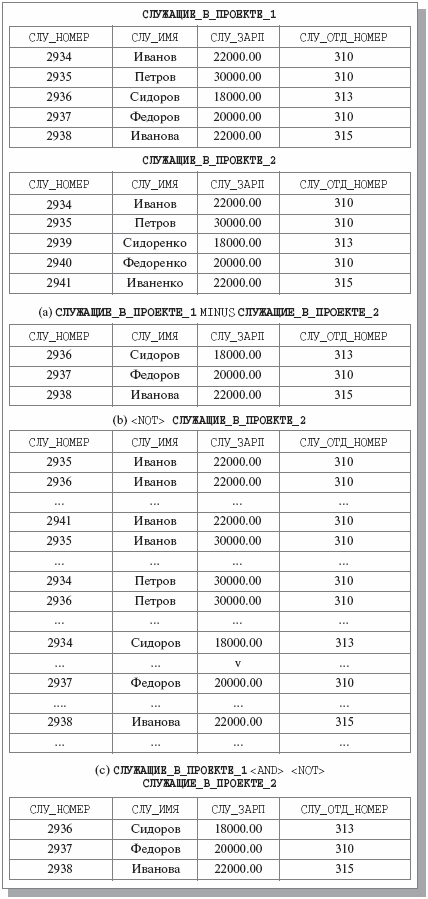 СЛУЖАЩИЕ_В_ПРОЕКТЕ_1
СЛУ_НОМЕР СЛУ_ИМЯ СЛУ_ЗАРП СЛУ_ОТД_НОМЕР
2934 Иванов 22000.00 310
2935 Петров 30000.00 310
2936 Сидоров 18000.00 313
2937 Федоров 20000.00 310
2938 Иванова 22000.00 315
СЛУЖАЩИЕ_В_ПРОЕКТЕ_2
СЛУ_НОМЕР СЛУ_ИМЯ СЛУ_ЗАРП СЛУ_ОТД_НОМЕР
2934 Иванов 22000.00 310
2935 Петров 30000.00 310
2939 Сидоренко 18000.00 313
2940 Федоренко 20000.00 310
2941 Иваненко 22000.00 315
(a) СЛУЖАЩИЕ_В_ПРОЕКТЕ_1 MINUS СЛУЖАЩИЕ_В_ПРОЕКТЕ_2
СЛУ_НОМЕР СЛУ_ИМЯ СЛУ_ЗАРП СЛУ_ОТД_НОМЕР
2936 Сидоров 18000.00 313
2937 Федоров 20000.00 310
2938 Иванова 22000.00 315
(b) <NOT> СЛУЖАЩИЕ_В_ПРОЕКТЕ_2
СЛУ_НОМЕР СЛУ_ИМЯ СЛУ_ЗАРП СЛУ_ОТД_НОМЕР
2935 Иванов 22000.00 310
2936 Иванов 22000.00 310
... ... ... ...
2941 Иванов 22000.00 310
2935 Иванов 30000.00 310
... ... ... ...
2934 Петров 30000.00 310
2936 Петров 30000.00 310
... ... ... ...
2934 Сидоров 18000.00 313
... ... v ...
2937 Федоров 20000.00 310
.... ... ... ...
2938 Иванова 22000.00 315
... ... ... ...
(c) СЛУЖАЩИЕ_В_ПРОЕКТЕ_1 <AND> <NOT>
СЛУЖАЩИЕ_В_ПРОЕКТЕ_2
СЛУ_НОМЕР СЛУ_ИМЯ СЛУ_ЗАРП СЛУ_ОТД_НОМЕР
2936 Сидоров 18000.00 313
2937 Федоров 20000.00 310
2938 Иванова 22000.00 315